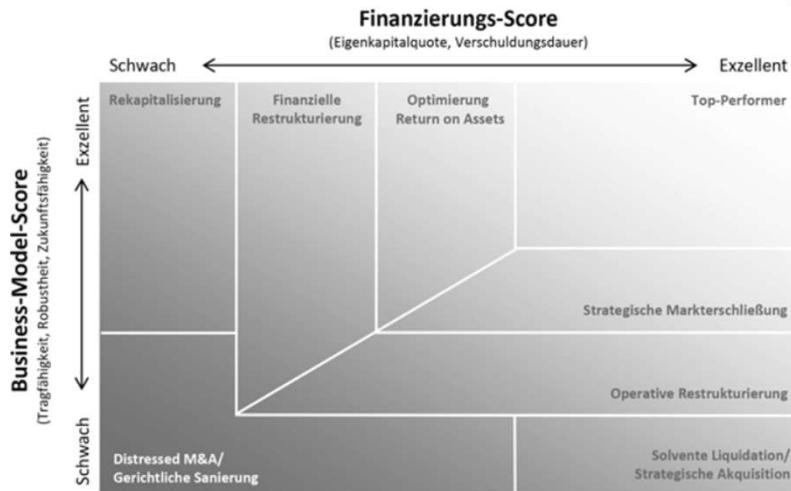 Finanzierungs-Score
(Eigenkapitalquote, Verschuldungsdauer)
Schwach
Exzellent
Rekapitalisierung
Finanzielle
Restrukturierung
Optimierung
Return on Assets
Top-Performer
Business-Model-Score
(Tragfähigkeit, Robustheit, Zukunftsfähigkeit)
Exzellent
Schwach
Strategische Markterschließung
Operative Restrukturierung
Distressed M&A/
Gerichtliche Sanierung
Solvente Liquidation/
Strategische Akquisition